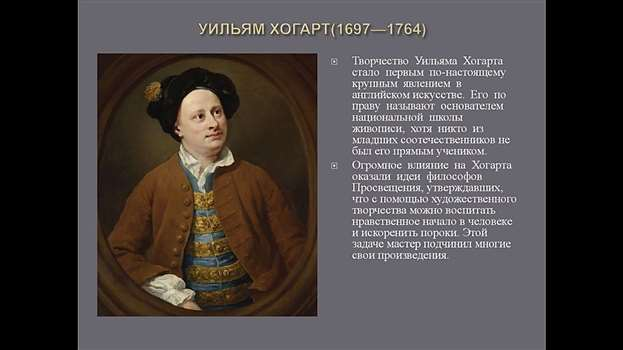 УИЛЬЯМ ХОГАРТ(1697—1764)
Творчество Уильяма Хогарта
стало первым по-настоящему
крупным явлением в
английском искусстве. Его по
праву называют основателем
национальной школы
живописи, хотя никто из
младших соотечественников не
был его прямым учеником.
Огромное влияние на Хогарта
оказали идеи философов
Просвещения, утверждавших,
что с помощью художественного
творчества можно воспитать
нравственное начало в человеке
и искоренить пороки. Этой
задаче мастер подчинил многие
свои произведения.